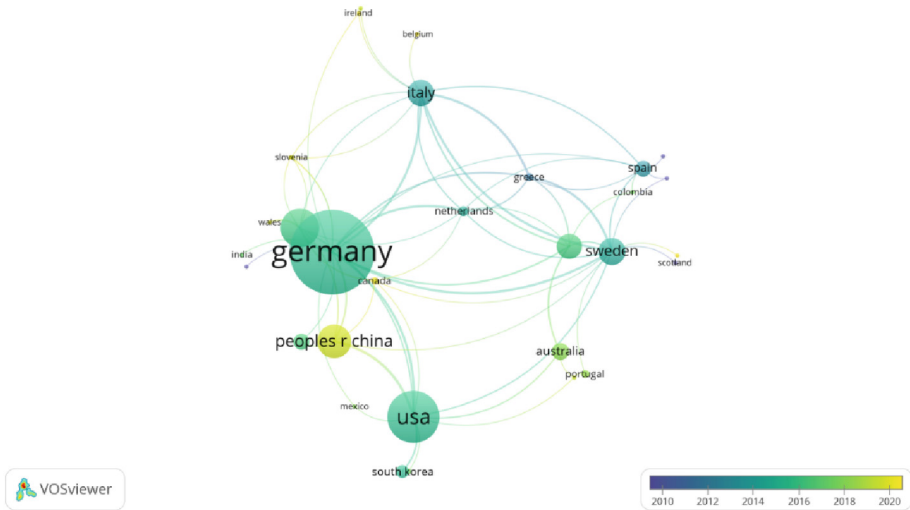 ireland
belgium
italy
slovenia
spain
greece
colombia
netherlands
wales
germany
sweden
india
scotland
canada
peoples r china
australia
portugal
mexico
usa
south korea
VOSviewer
2010 2012 2014 2016 2018 2020